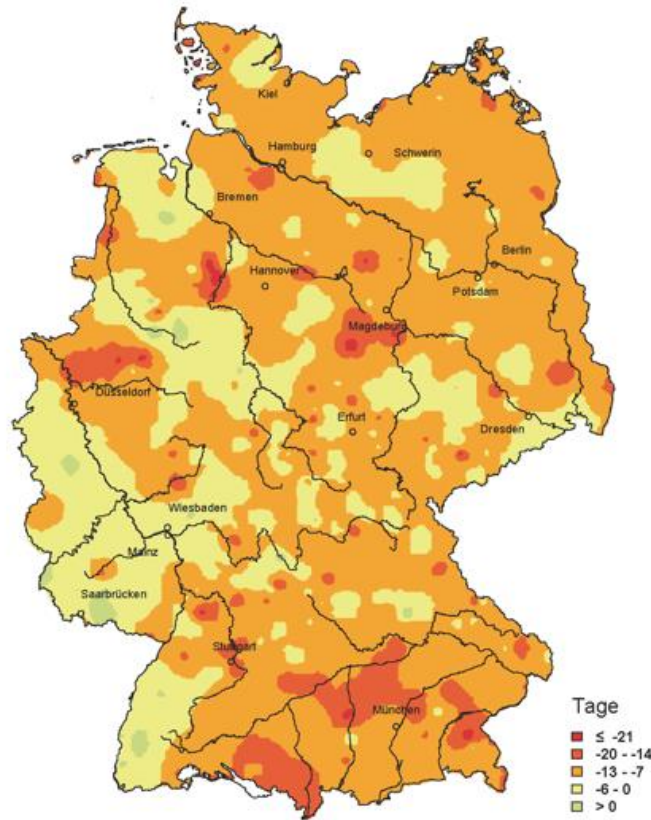 Kiel
Hamburg
Schwerin
Bremen
Berlin
Hannover
Potsdam
Magdeburg
Düsseldorf
Erfurt
Dresden
Wiesbaden
Mainz
Saarbrücken
Stuttgart
München
Tage
≤ -21
-20 - -14
-13 - -7
-6 - 0
> 0